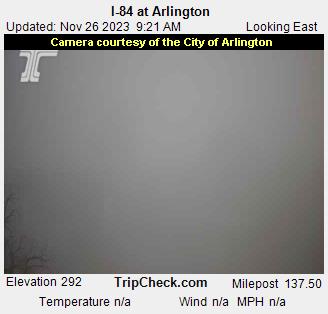 I-84 at Arlington
Updated: Nov 26 2023 9:21 AM Looking East
Camera courtesy of the City of Arlington
Elevation 292 TripCheck.com Milepost 137.50
Temperature n/a Wind n/a MPH n/a